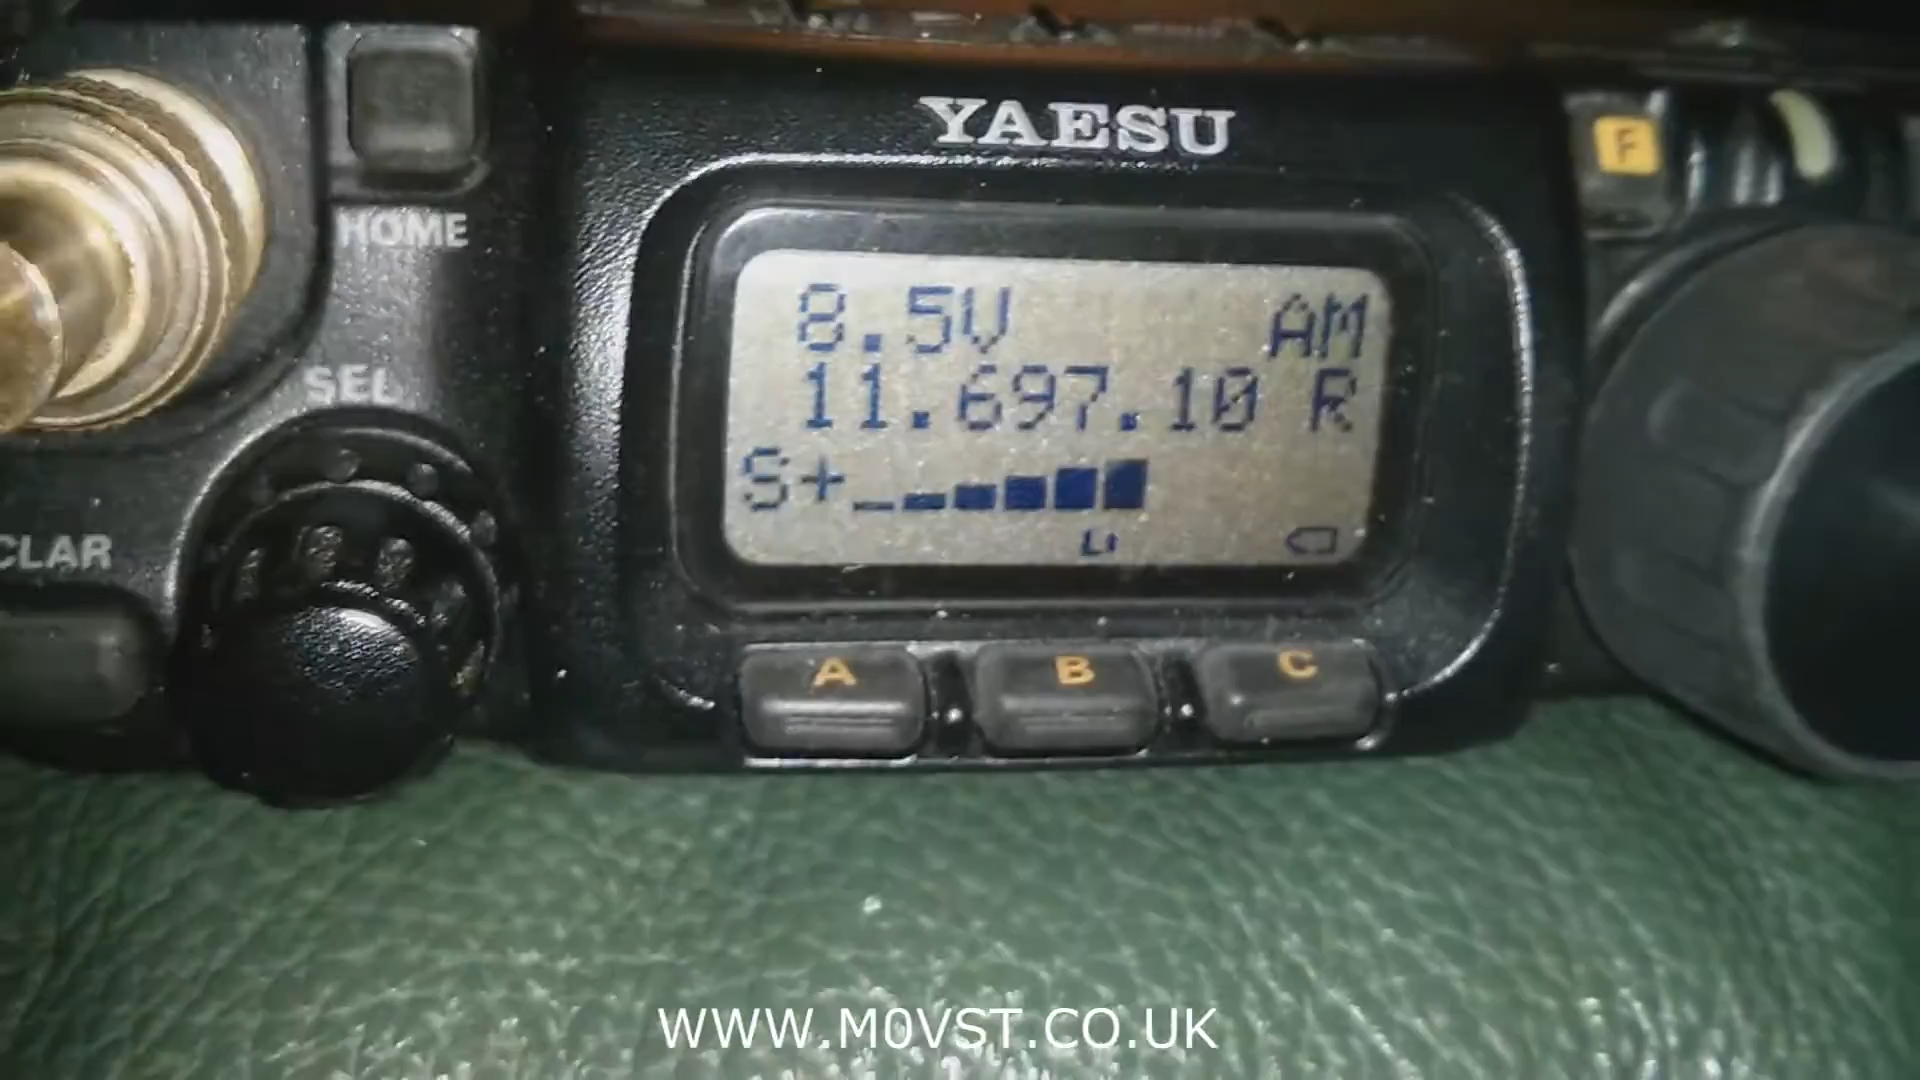 YAESU
F
HOME
8.5V AM
SEL
11.697.10 R
S+
CLAR
A B C
WWW.M0VST.CO.UK